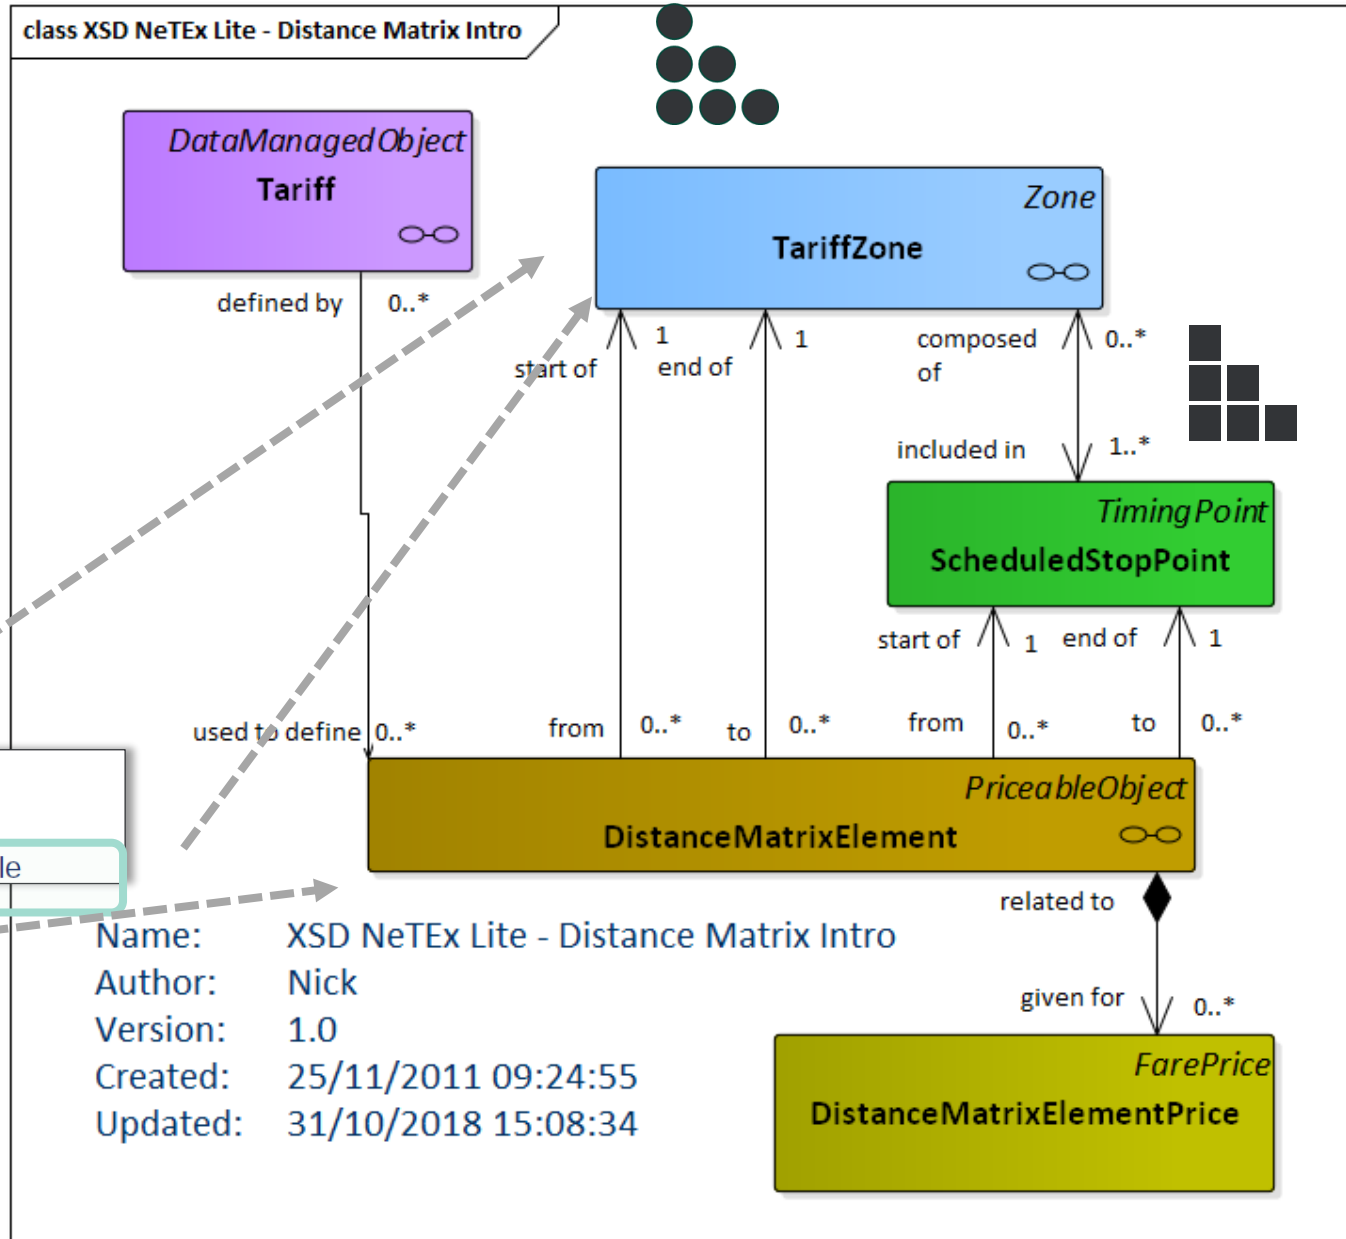 class XSD NeTEx Lite - Distance Matrix Intro
DataManagedObject
Tariff
Zone
TariffZone
defined by 0..*
1
1
start of
end of
composed
of
0..*
included in
1..*
TimingPoint
ScheduledStopPoint
start of
1
end of
1
used to define 0..*
from
0..*
to
0..*
from
0..*
to
0..*
PriceableObject
DistanceMatrixElement
le
related to
Name: XSD NeTEx Lite - Distance Matrix Intro
Author: Nick
Version: 1.0
Created: 25/11/2011 09:24:55
Updated: 31/10/2018 15:08:34
given for
0..*
FarePrice
DistanceMatrixElementPrice